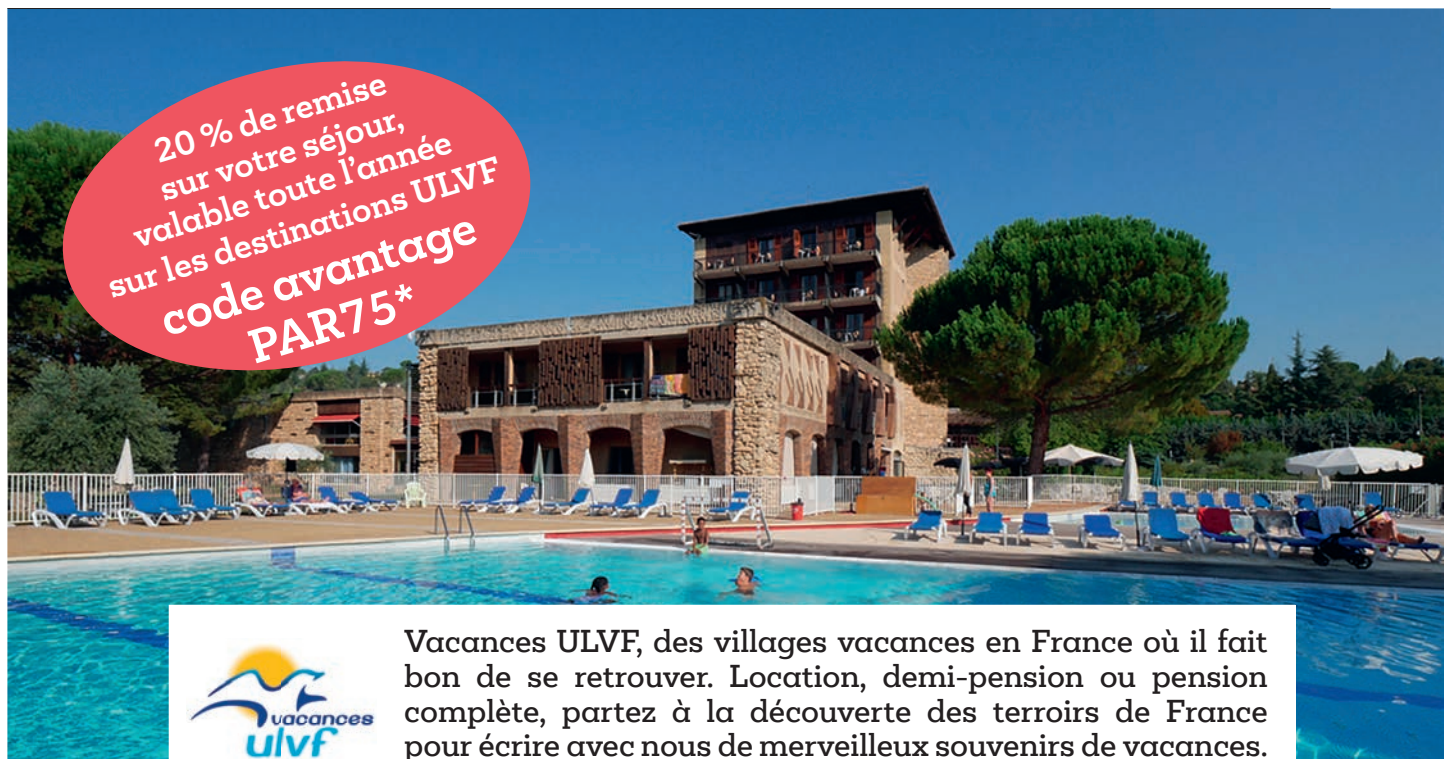 20 % de remise
sur votre séjour,
valable toute l'année
sur les destinations ULVF
code avantage
PAR75*
vacances
ulvf
Vacances ULVF, des villages vacances en France où il fait
bon de se retrouver. Location, demi-pension ou pension
complète, partez à la découverte des terroirs de France
pour écrire avec nous de merveilleux souvenirs de vacances.